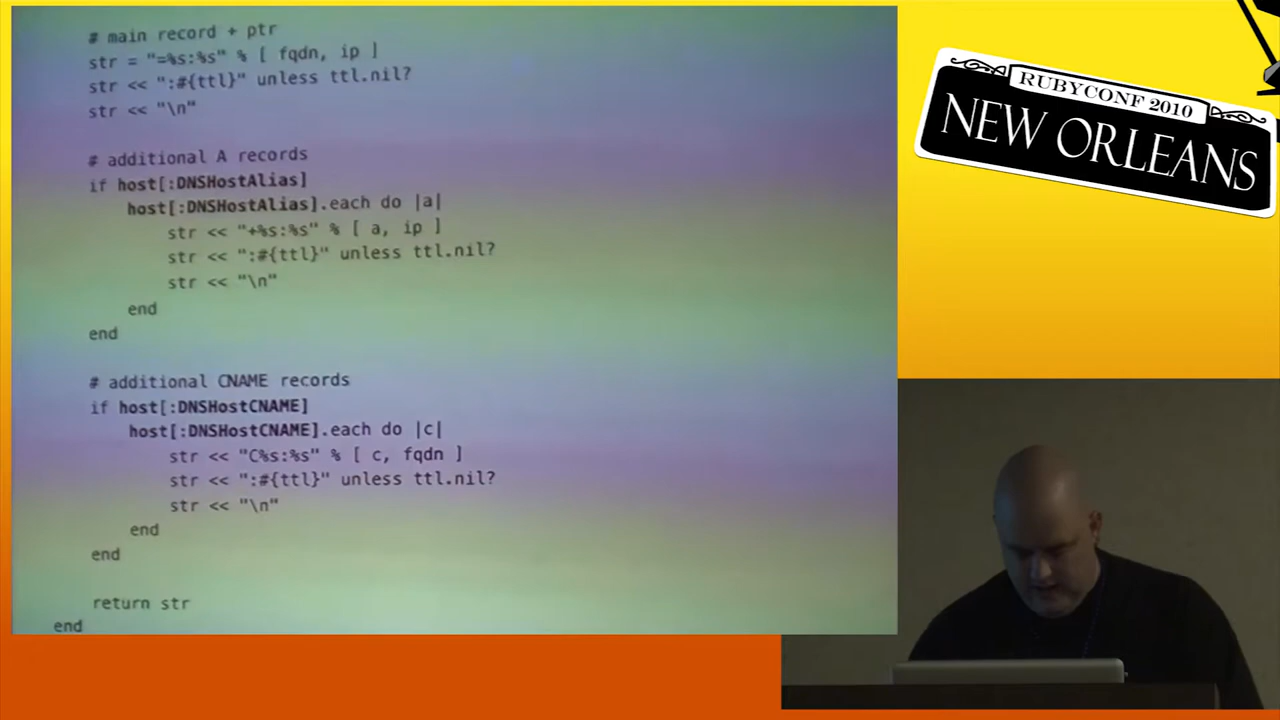 # main record + ptr
str = "=%s:%s" % [ fqdn, ip ]
str << ":#{ttl}" unless ttl.nil?
str << "\n"
# additional A records
if host[:DNSHostAlias]
host[:DNSHostAlias].each do |a|
str << "+%s:%s" % [ a, ip ]
str << ":#{ttl}" unless ttl.nil?
str << "\n"
end
end
# additional CNAME records
if host[:DNSHostCNAME]
host[:DNSHostCNAME].each do |c|
str << "C%s:%s" % [ c, fqdn ]
str << ":#{ttl}" unless ttl.nil?
str << "\n"
end
end
return str
end
RUBYCONF 2010
NEW ORLEANS